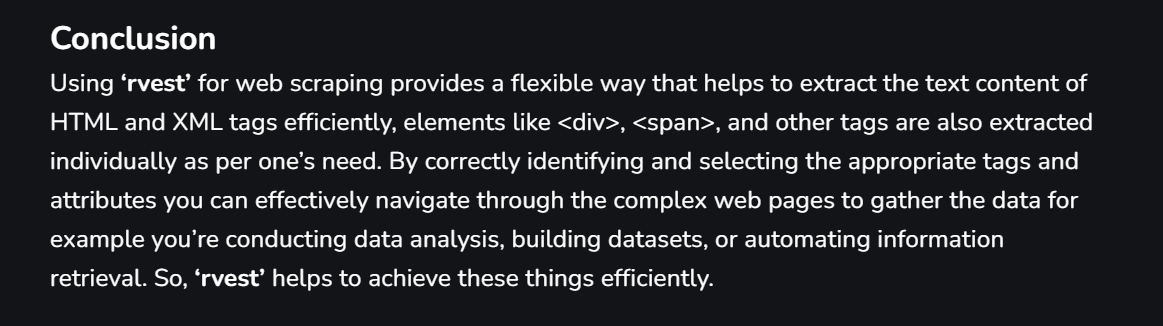 Conclusion
Using ‘rvest’ for web scraping provides a flexible way that helps to extract the text content of
HTML and XML tags efficiently, elements like <div>, <span>, and other tags are also extracted
individually as per one’s need. By correctly identifying and selecting the appropriate tags and
attributes you can effectively navigate through the complex web pages to gather the data for
example you’re conducting data analysis, building datasets, or automating information
retrieval. So, ‘rvest’ helps to achieve these things efficiently.